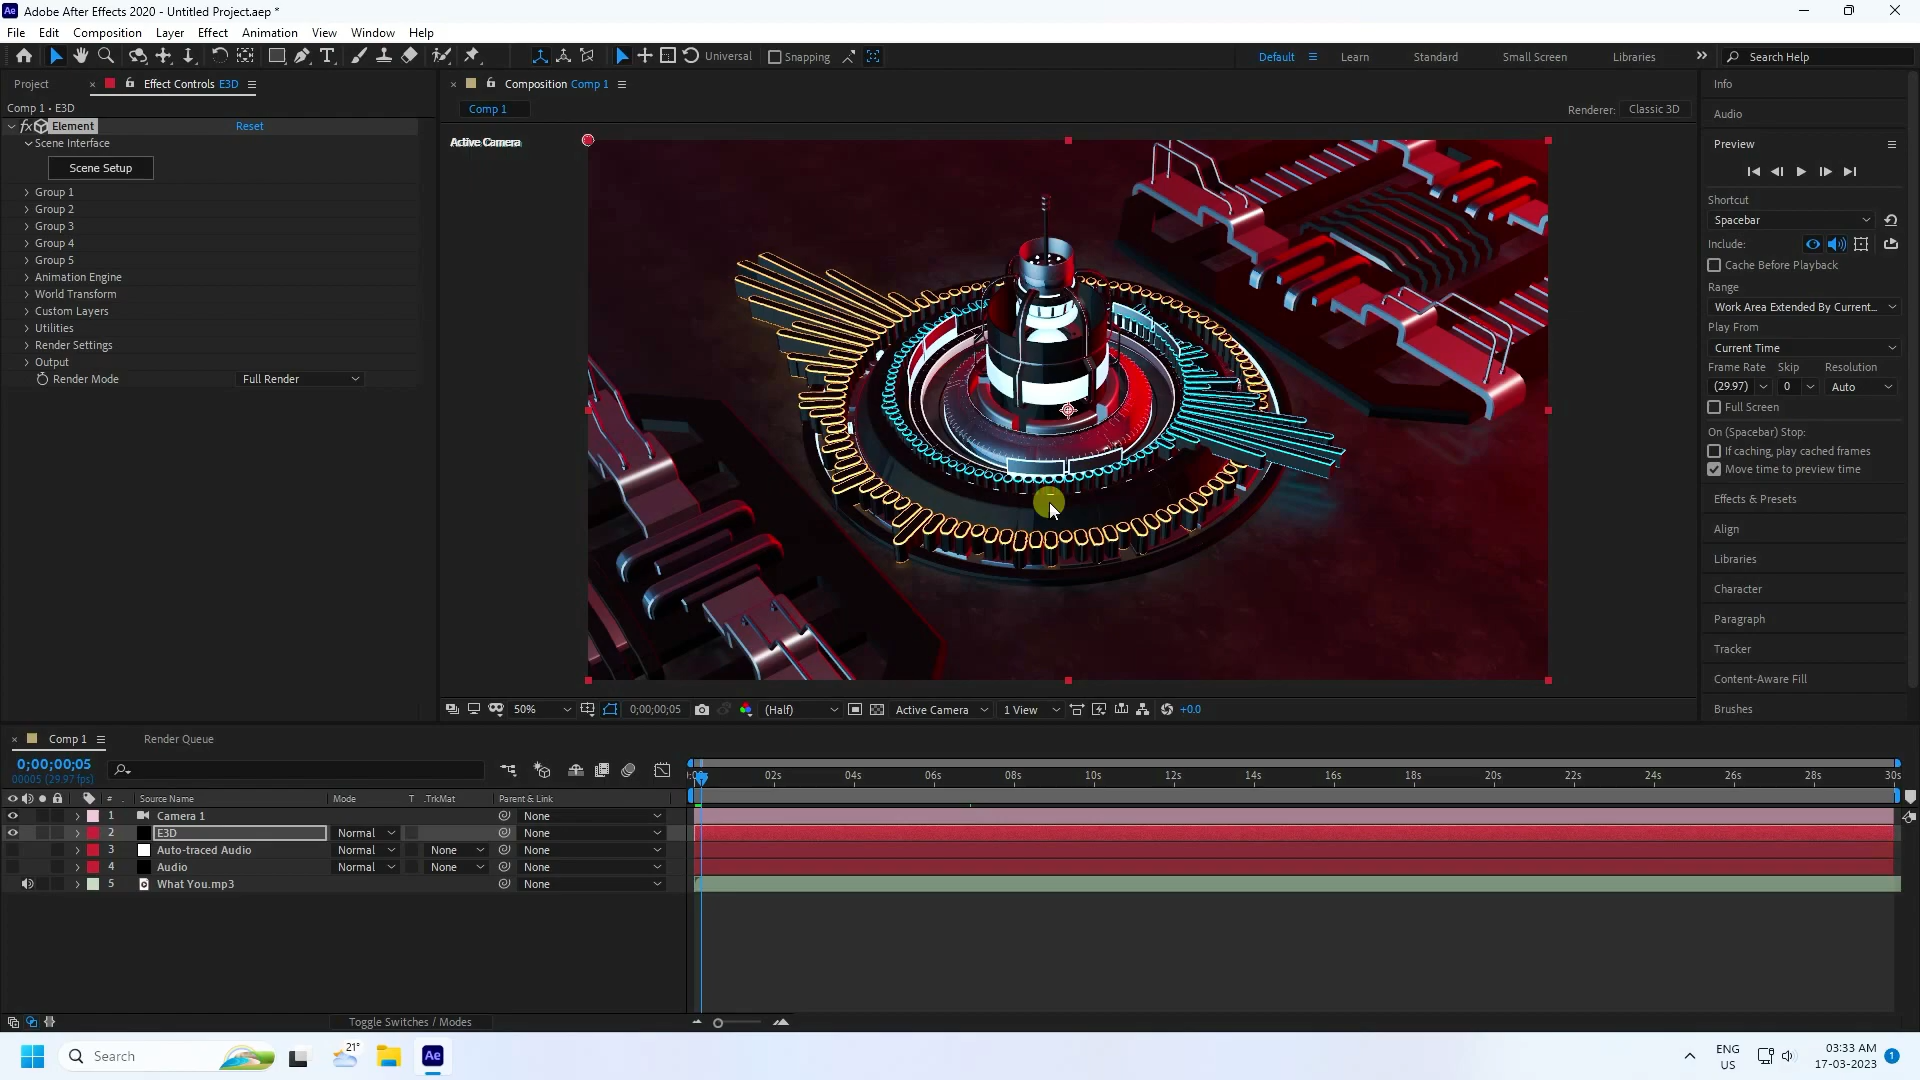 Adobe After Effects 2020 - Untitled Project.aep *
File Edit Composition Layer Effect Animation View Window Help
Universal Snapping Default Learn Standard Small Screen Libraries Search Help
Project Effect Controls E3D
Comp 1 • E3D
Element Reset
Scene Interface
Scene Setup
Group 1
Group 2
Group 3
Group 4
Group 5
Animation Engine
World Transform
Custom Layers
Utilities
Render Settings
Output
Render Mode Full Render
Composition Comp 1
Comp 1
Renderer: Classic 3D
Active Camera
50% 0;00;00;05 (Half) Active Camera 1 View +0.0
Info
Audio
Preview
Shortcut
Spacebar
Include:
Cache Before Playback
Range
Work Area Extended By Current...
Play From
Current Time
Frame Rate Skip Resolution
(29.97) 0 Auto
Full Screen
On (Spacebar) Stop:
If caching, play cached frames
Move time to preview time
Effects & Presets
Align
Libraries
Character
Paragraph
Tracker
Content-Aware Fill
Brushes
Comp 1 Render Queue
0;00;00;05
00005 (29.97 fps)
02s 04s 06s 08s 10s 12s 14s 16s 18s 20s 22s 24s 26s 28s 30s
# Source Name Mode T .TrkMat Parent & Link
1 Camera 1 None
2 E3D Normal None
3 Auto-traced Audio Normal None None
4 Audio Normal None None
5 What You.mp3 None
Toggle Switches / Modes
Search 21° Ae ENG US 03:33 AM 17-03-2023 1